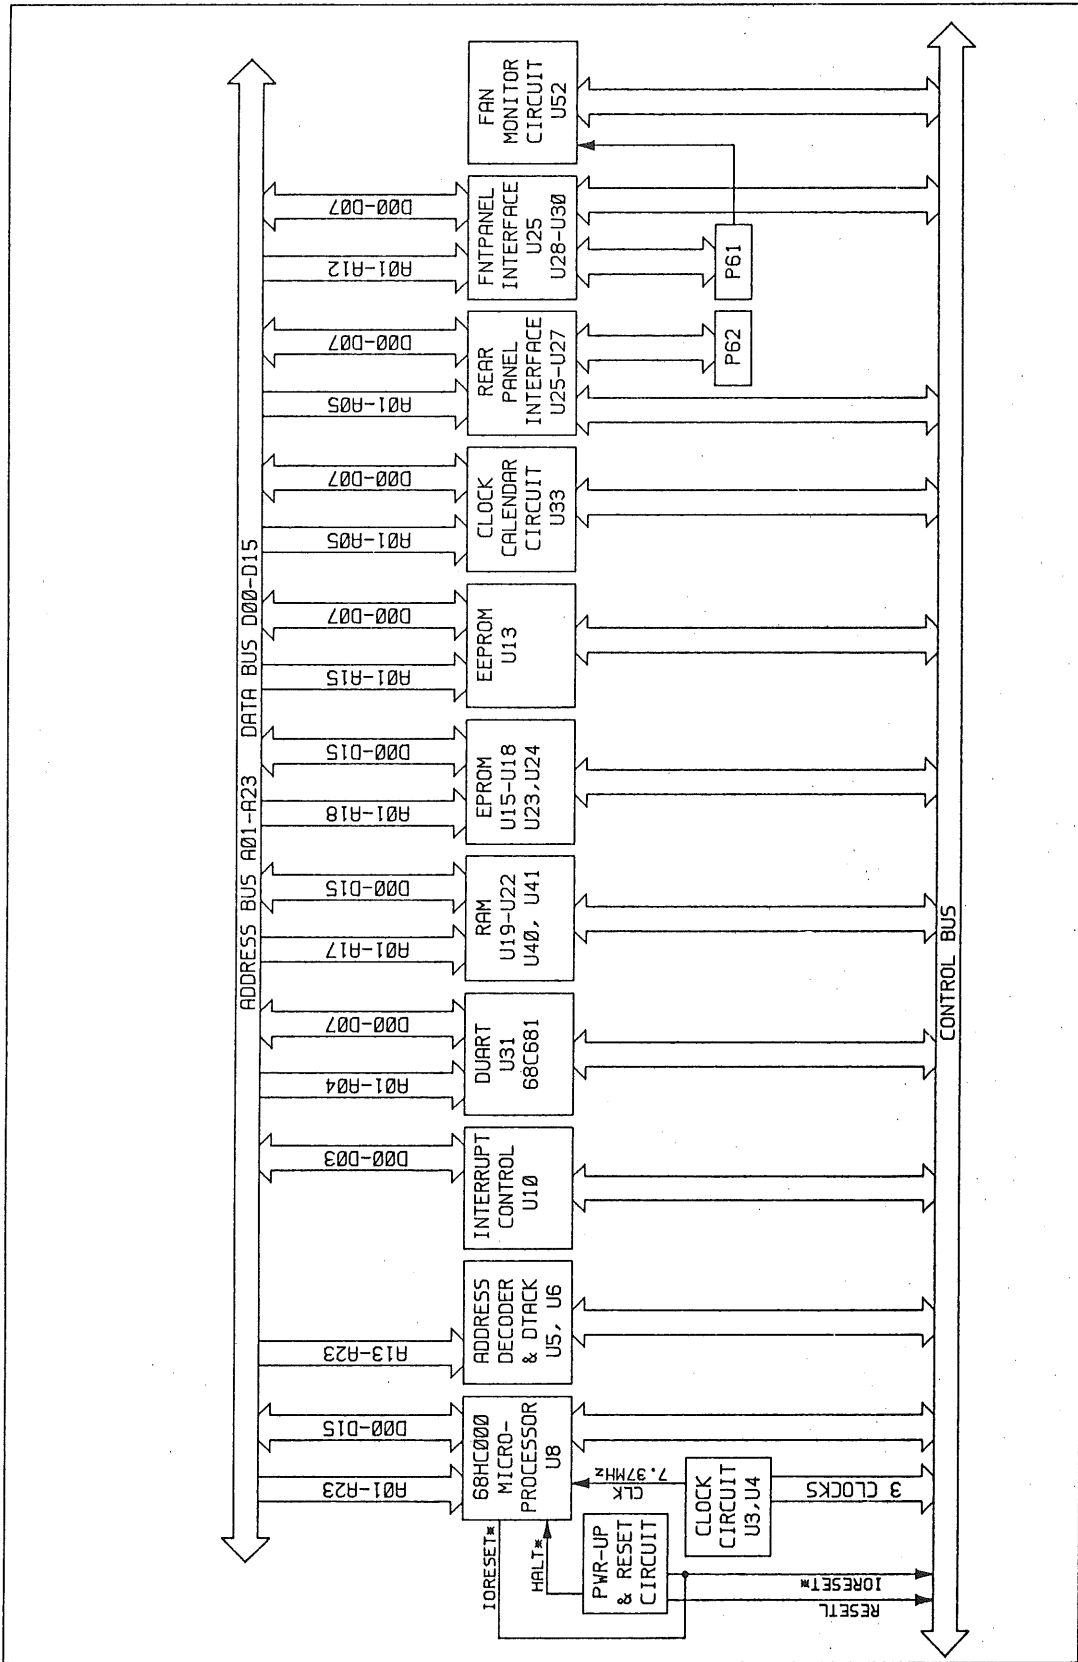 ADDRESS BUS A01-A23   DATA BUS D00-D15
A01-A23
D00-D15
A13-A23
D00-D03
A01-A04
D00-D07
A01-A17
D00-D15
A01-A18
D00-D15
A01-A15
D00-D07
A01-A05
D00-D07
A01-A05
D00-D07
A01-A12
D00-D07
68HC000
MICRO-
PROCESSOR
U8
ADDRESS
DECODER
& DTACK
U5, U6
INTERRUPT
CONTROL
U10
DUART
U31
68C681
RAM
U19-U22
U40, U41
EPROM
U15-U18
U23,U24
EEPROM
U13
CLOCK
CALENDAR
CIRCUIT
U33
REAR
PANEL
INTERFACE
U25-U27
FNTPANEL
INTERFACE
U25
U28-U30
FAN
MONITOR
CIRCUIT
U52
IORESET*
HALT*
CLK
7.37MHz
PWR-UP
& RESET
CIRCUIT
CLOCK
CIRCUIT
U3,U4
P62
P61
RESETL
IORESET*
3 CLOCKS
CONTROL BUS